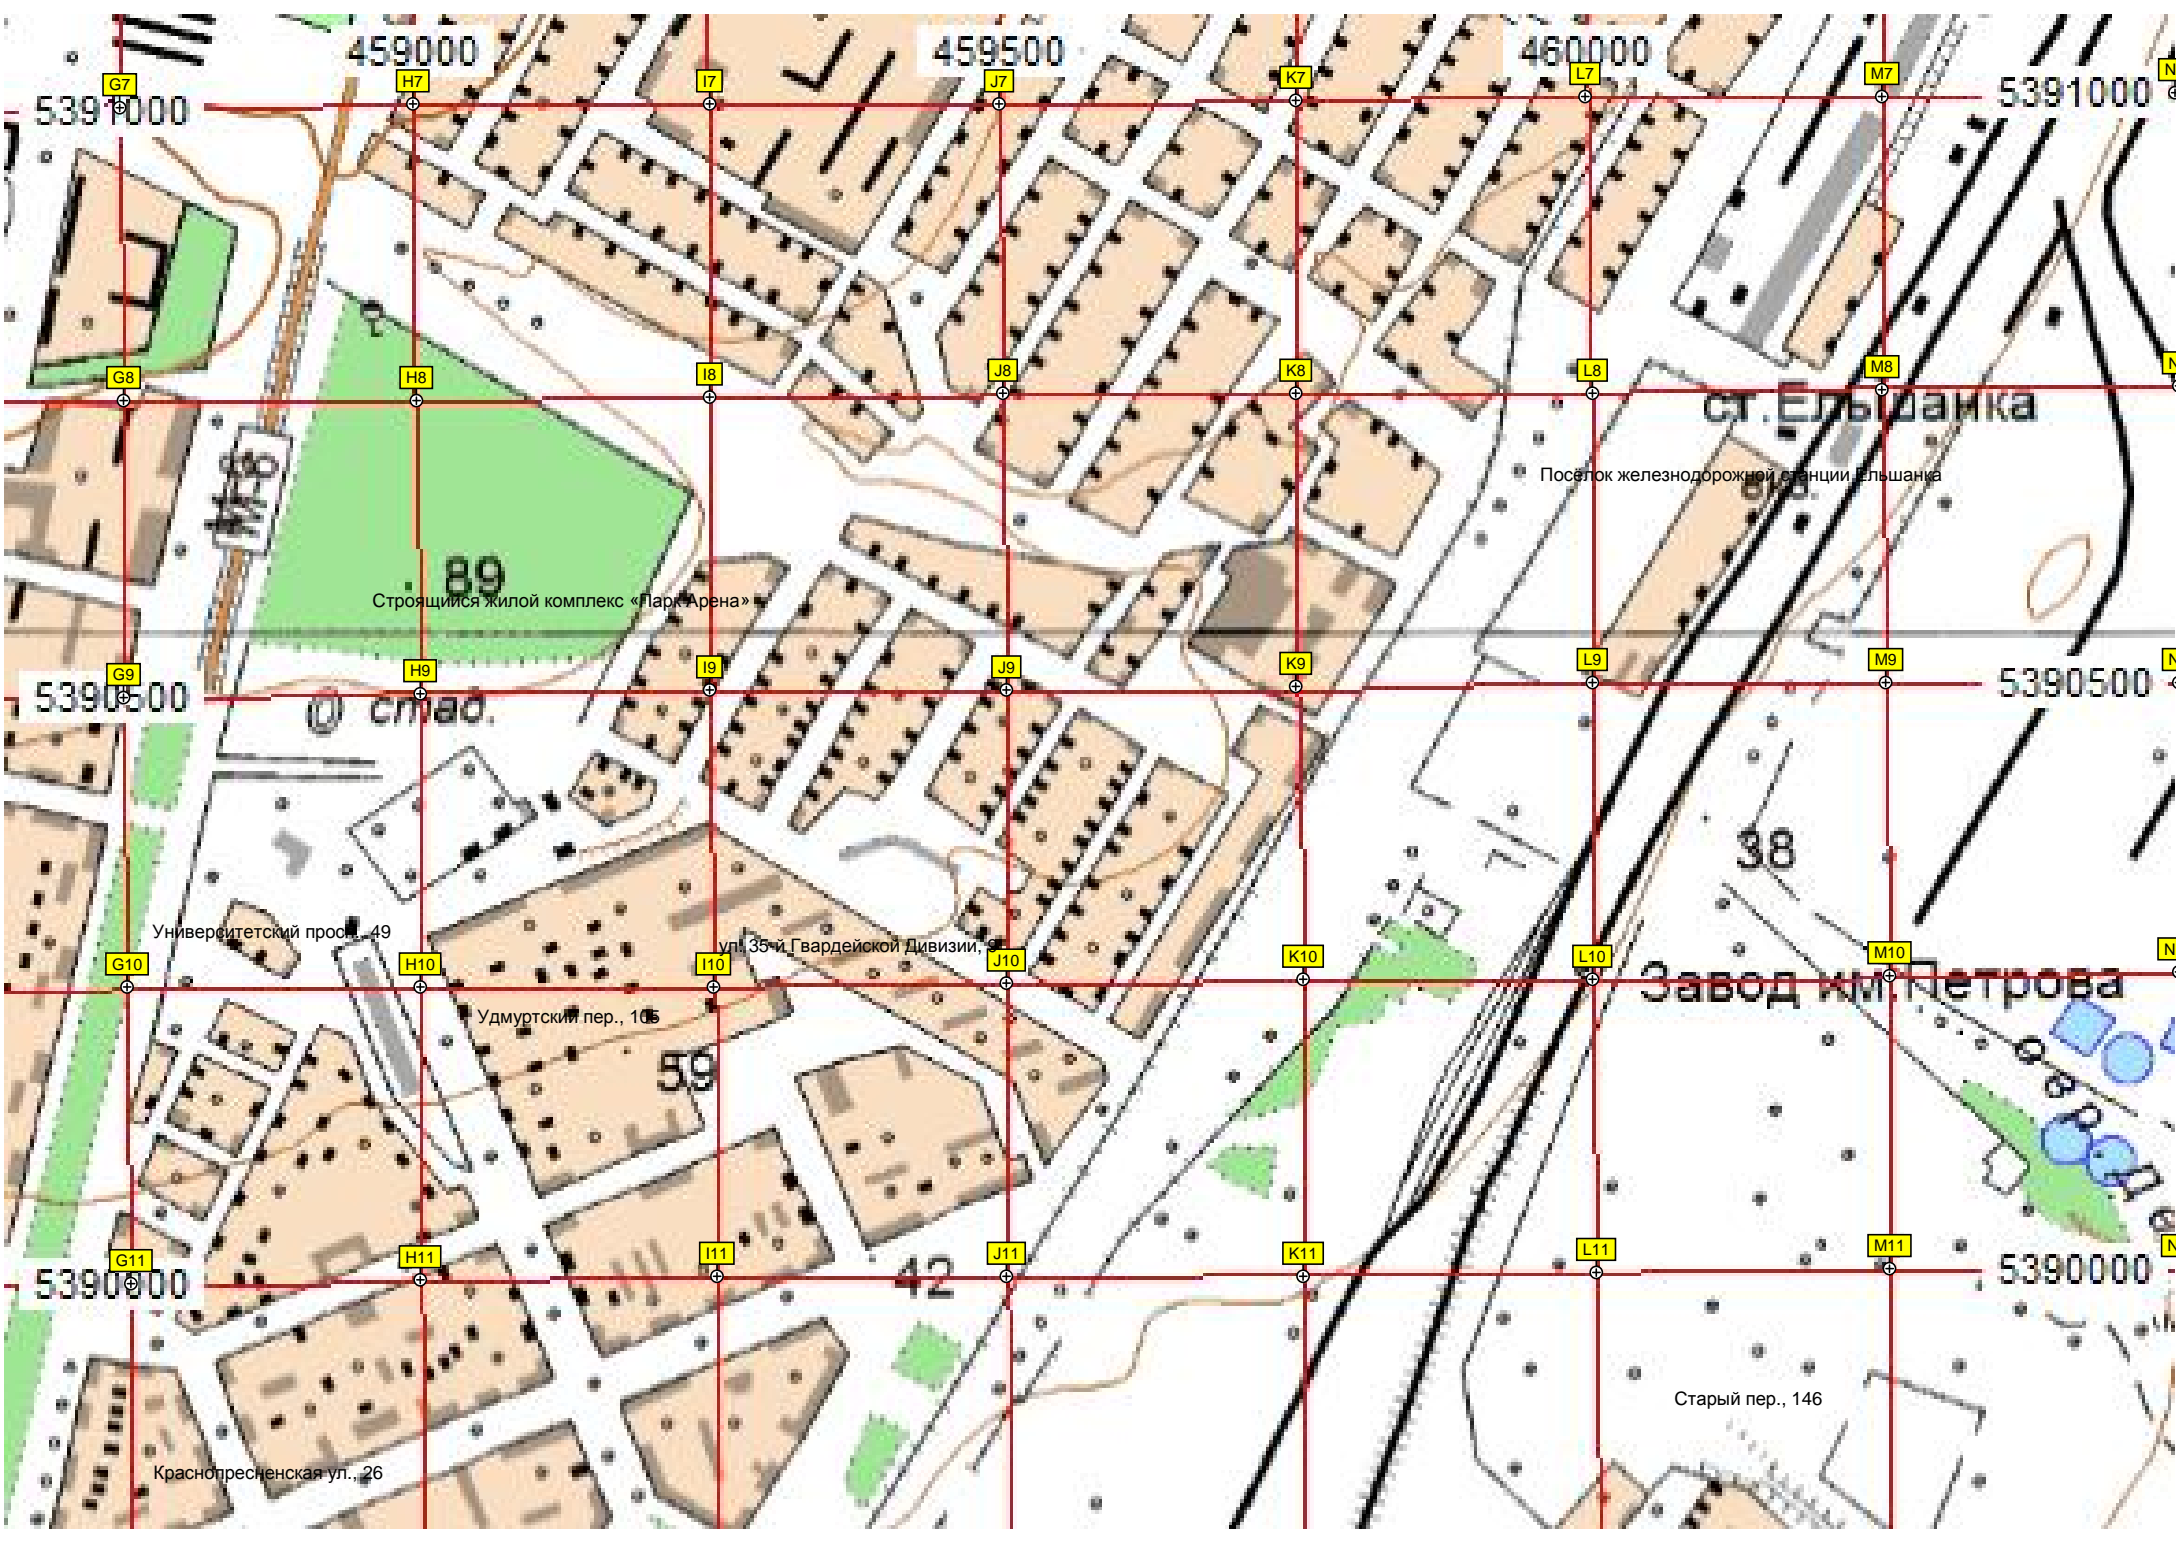 459000 459500 460000
G7 H7 I7 J7 K7 L7 M7 N
5391000 5391000
G8 H8 I8 J8 K8 L8 M8 N
ст.Ельшанка
Посёлок железнодорожной станции Ельшанка
М-6
89
Строящийся жилой комплекс «Парк Арена»
G9 H9 I9 J9 K9 L9 M9 N
5390500 5390500
стад.
38
Университетский просп., 49
ул. 35-й Гвардейской Дивизии, 9
G10 H10 I10 J10 K10 L10 M10 N
Завод им.Петрова
Удмуртский пер., 105
59
G11 H11 I11 J11 K11 L11 M11 N
5390000 42 5390000
Старый пер., 146
Краснопресненская ул., 26